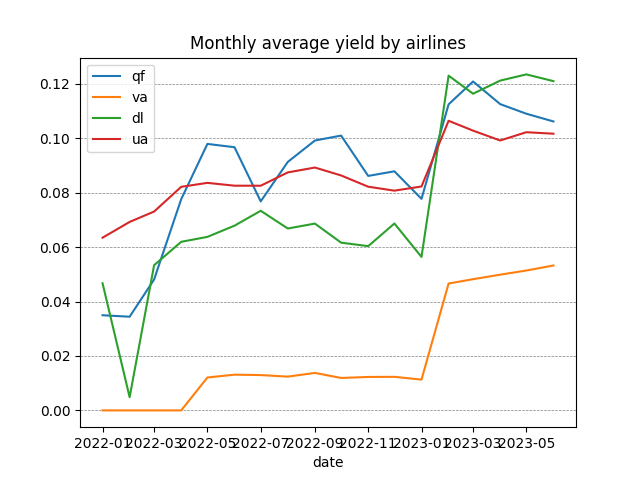 Monthly average yield by airlines
qf
va
dl
ua
0.12
0.10
0.08
0.06
0.04
0.02
0.00
2022-01 2022-03 2022-05 2022-07 2022-09 2022-11 2023-01 2023-03 2023-05
date